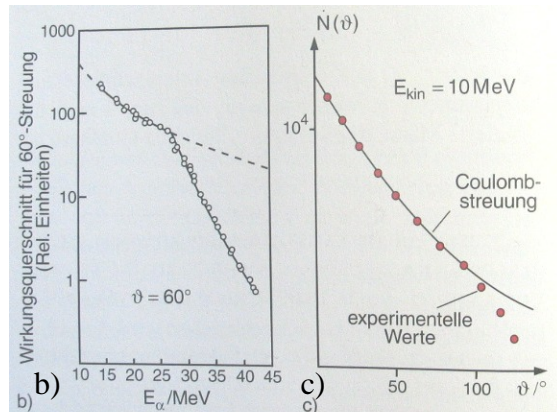 Wirkungsquerschnitt für 60°-Streuung
(Rel. Einheiten)
1000
100
10
1
ϑ = 60°
10 15 20 25 30 35 40 45
E_α/MeV
b)
b)
N(ϑ)
E_kin = 10 MeV
10⁴
Coulomb-
streuung
experimentelle
Werte
50
100
ϑ/°
c)
c)